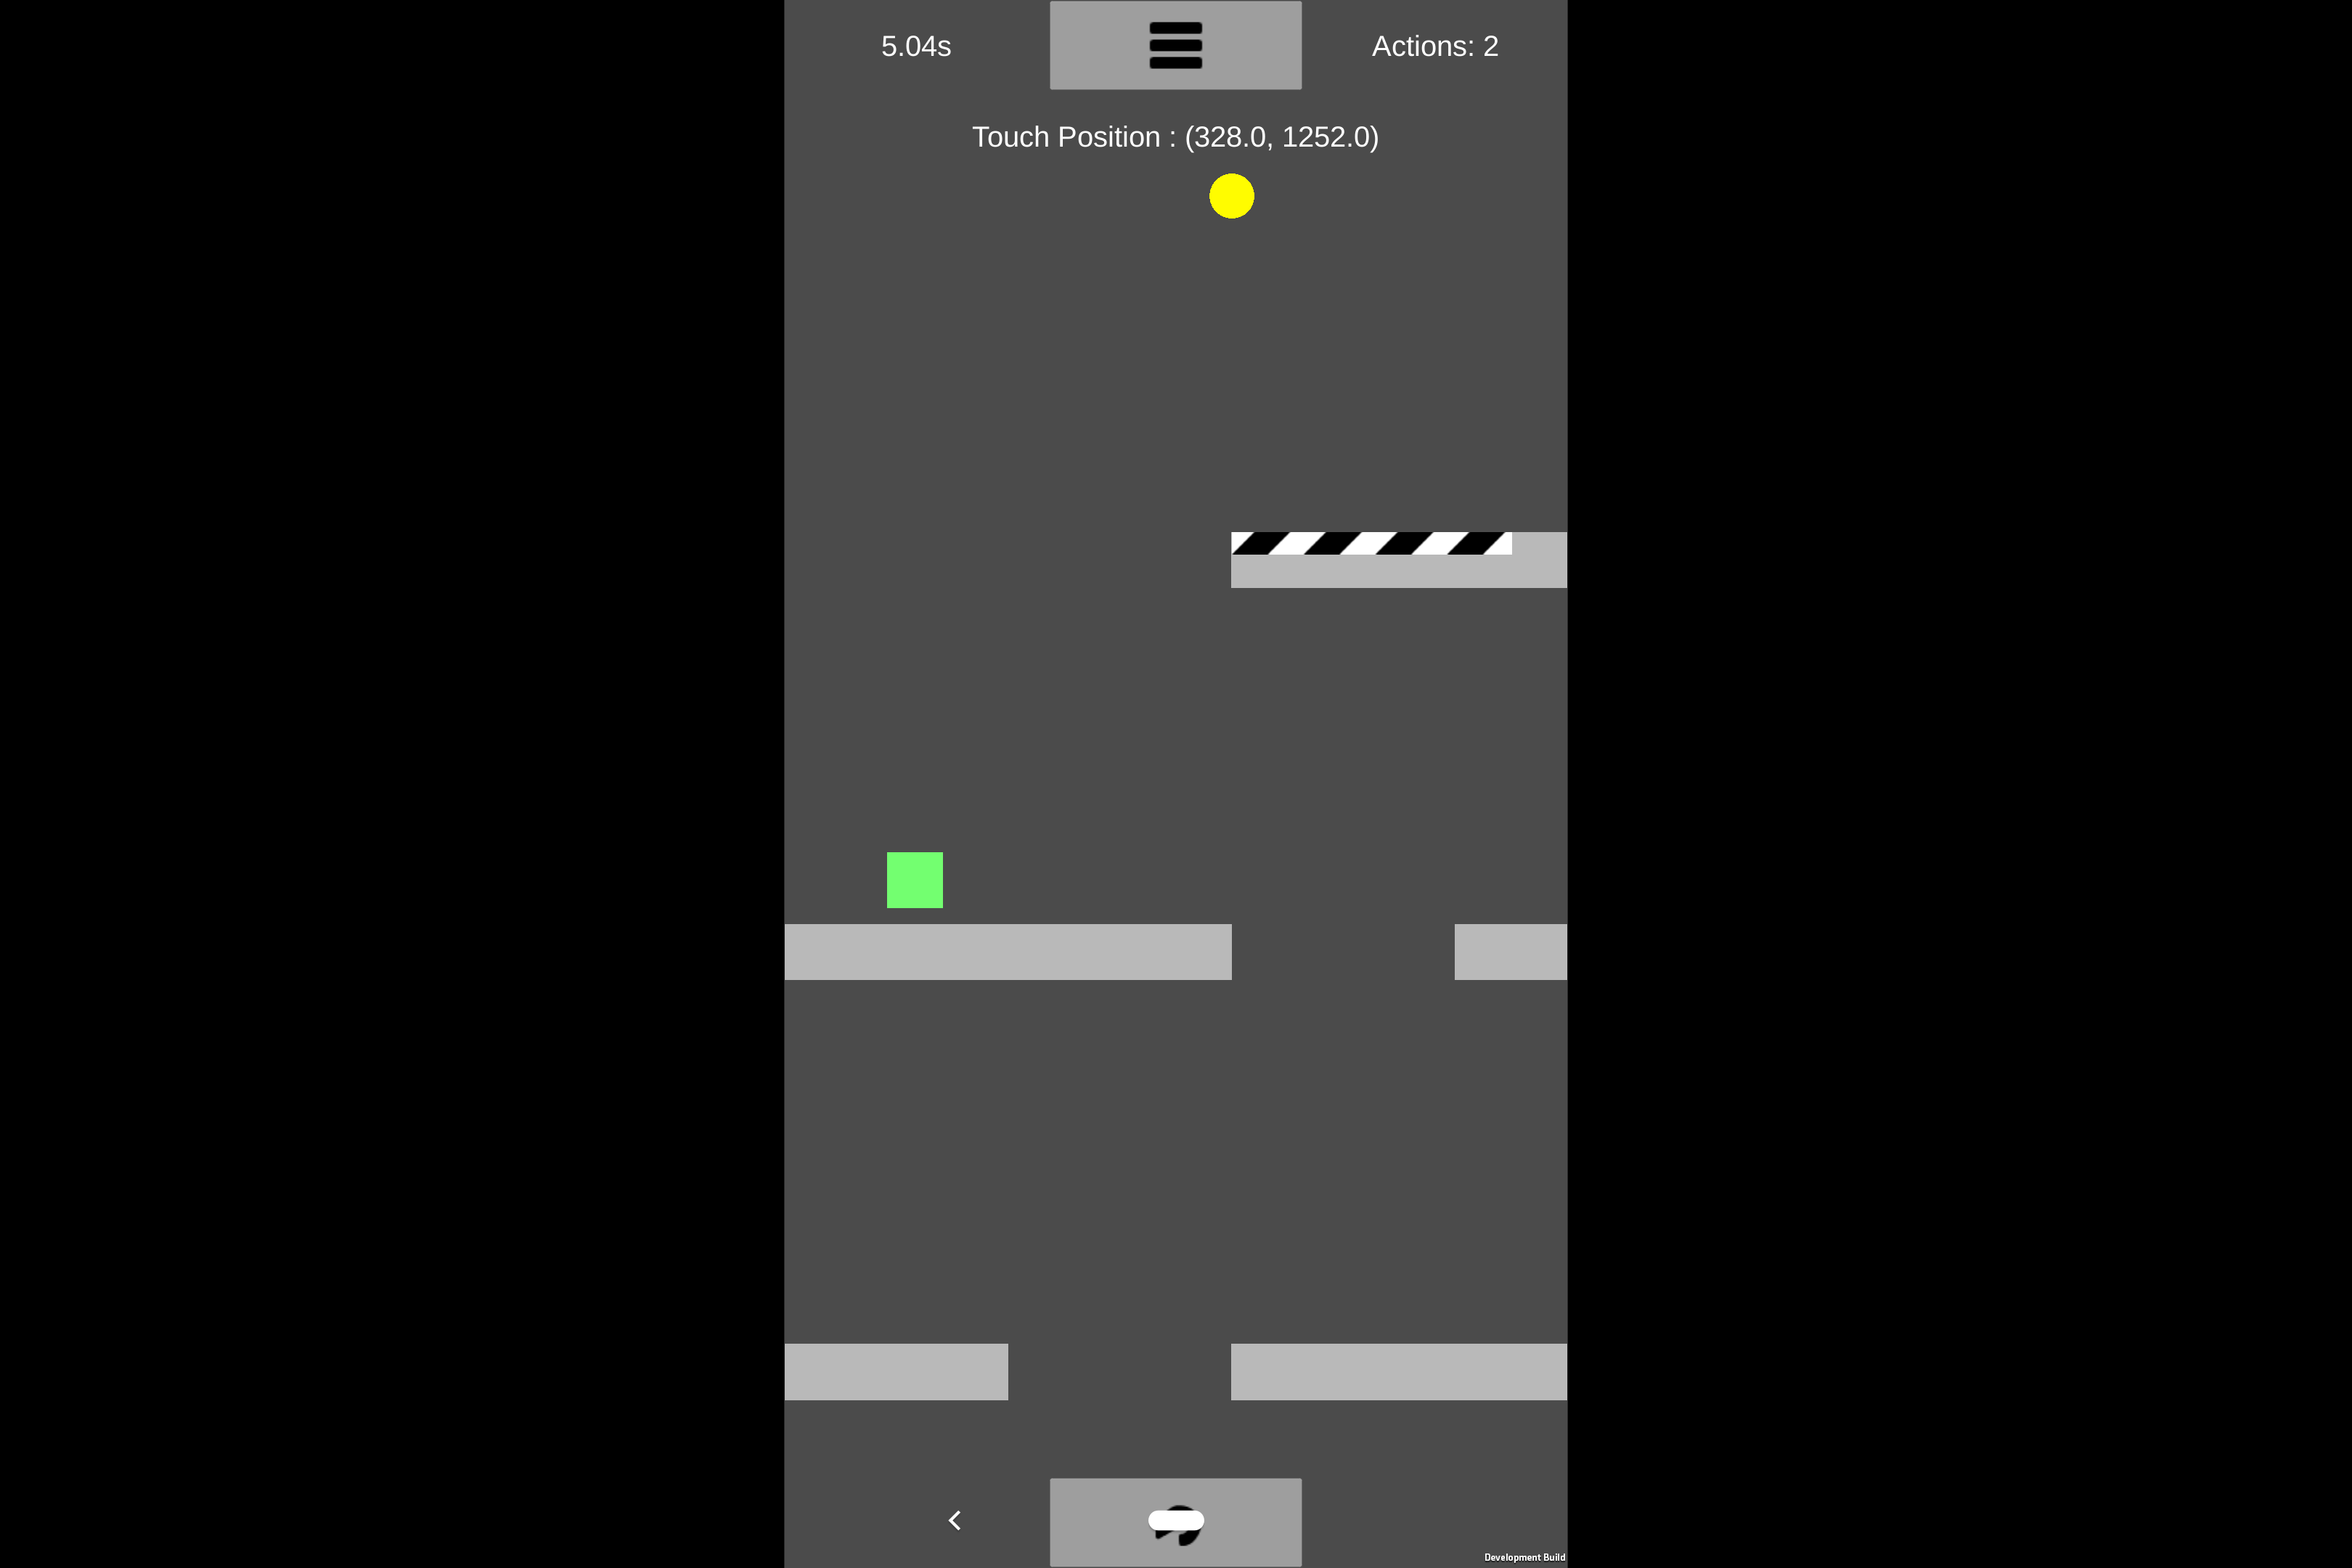 5.04s
Actions: 2
Touch Position : (328.0, 1252.0)
Development Build